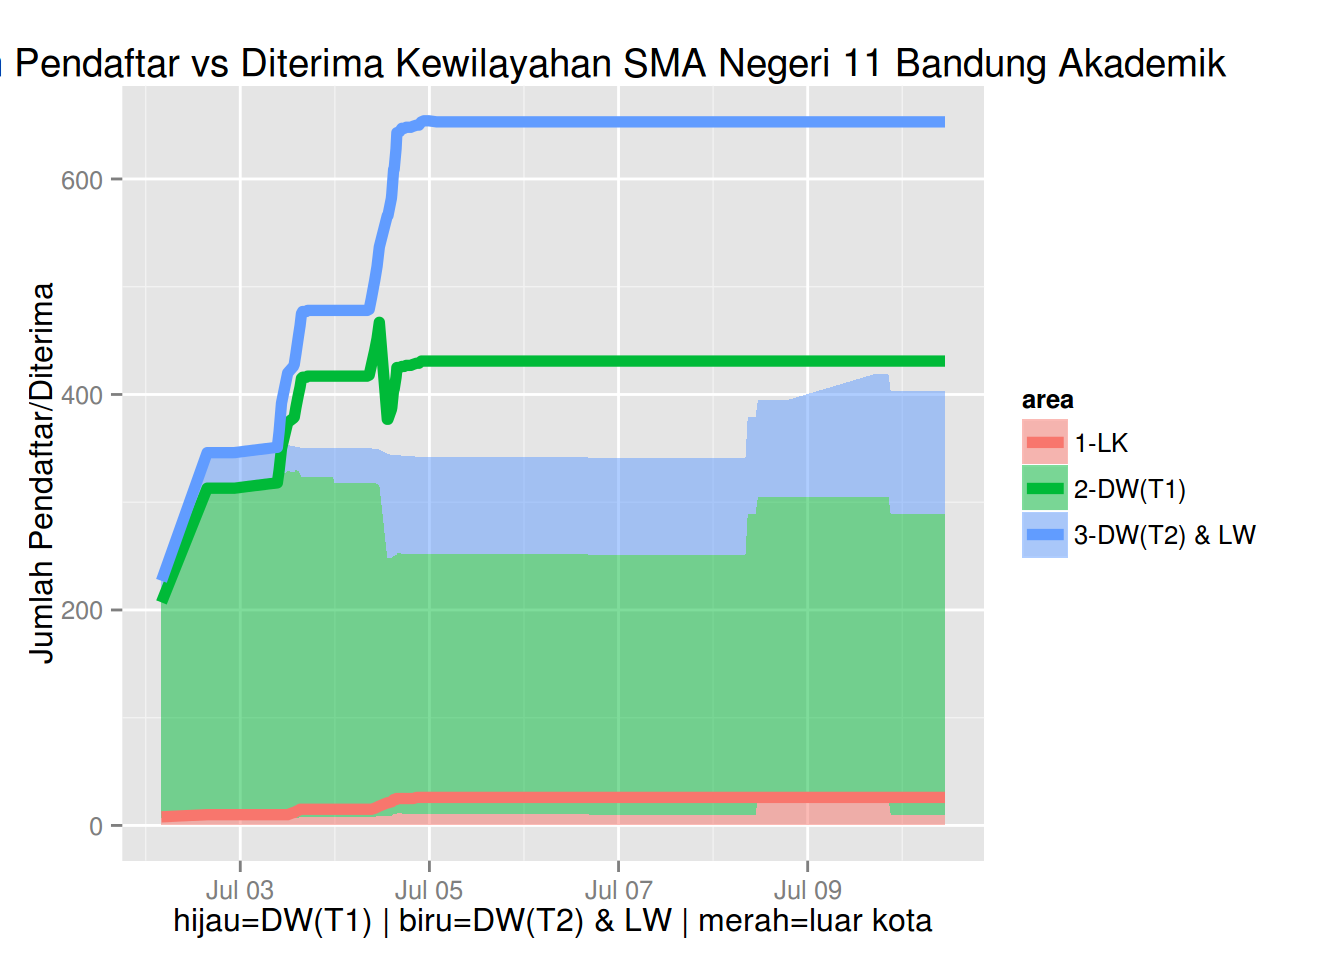 Pendaftar vs Diterima Kewilayahan SMA Negeri 11 Bandung Akademik
Jumlah Pendaftar/Diterima
600
400
200
0
Jul 03
Jul 05
Jul 07
Jul 09
hijau=DW(T1) | biru=DW(T2) & LW | merah=luar kota
area
1-LK
2-DW(T1)
3-DW(T2) & LW